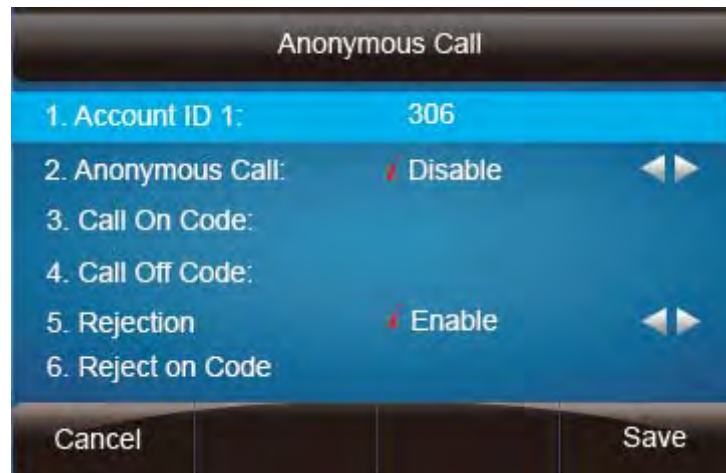 Anonymous Call
1. Account ID 1: 306
2. Anonymous Call: Disable
3. Call On Code:
4. Call Off Code:
5. Rejection Enable
6. Reject on Code
Cancel Save